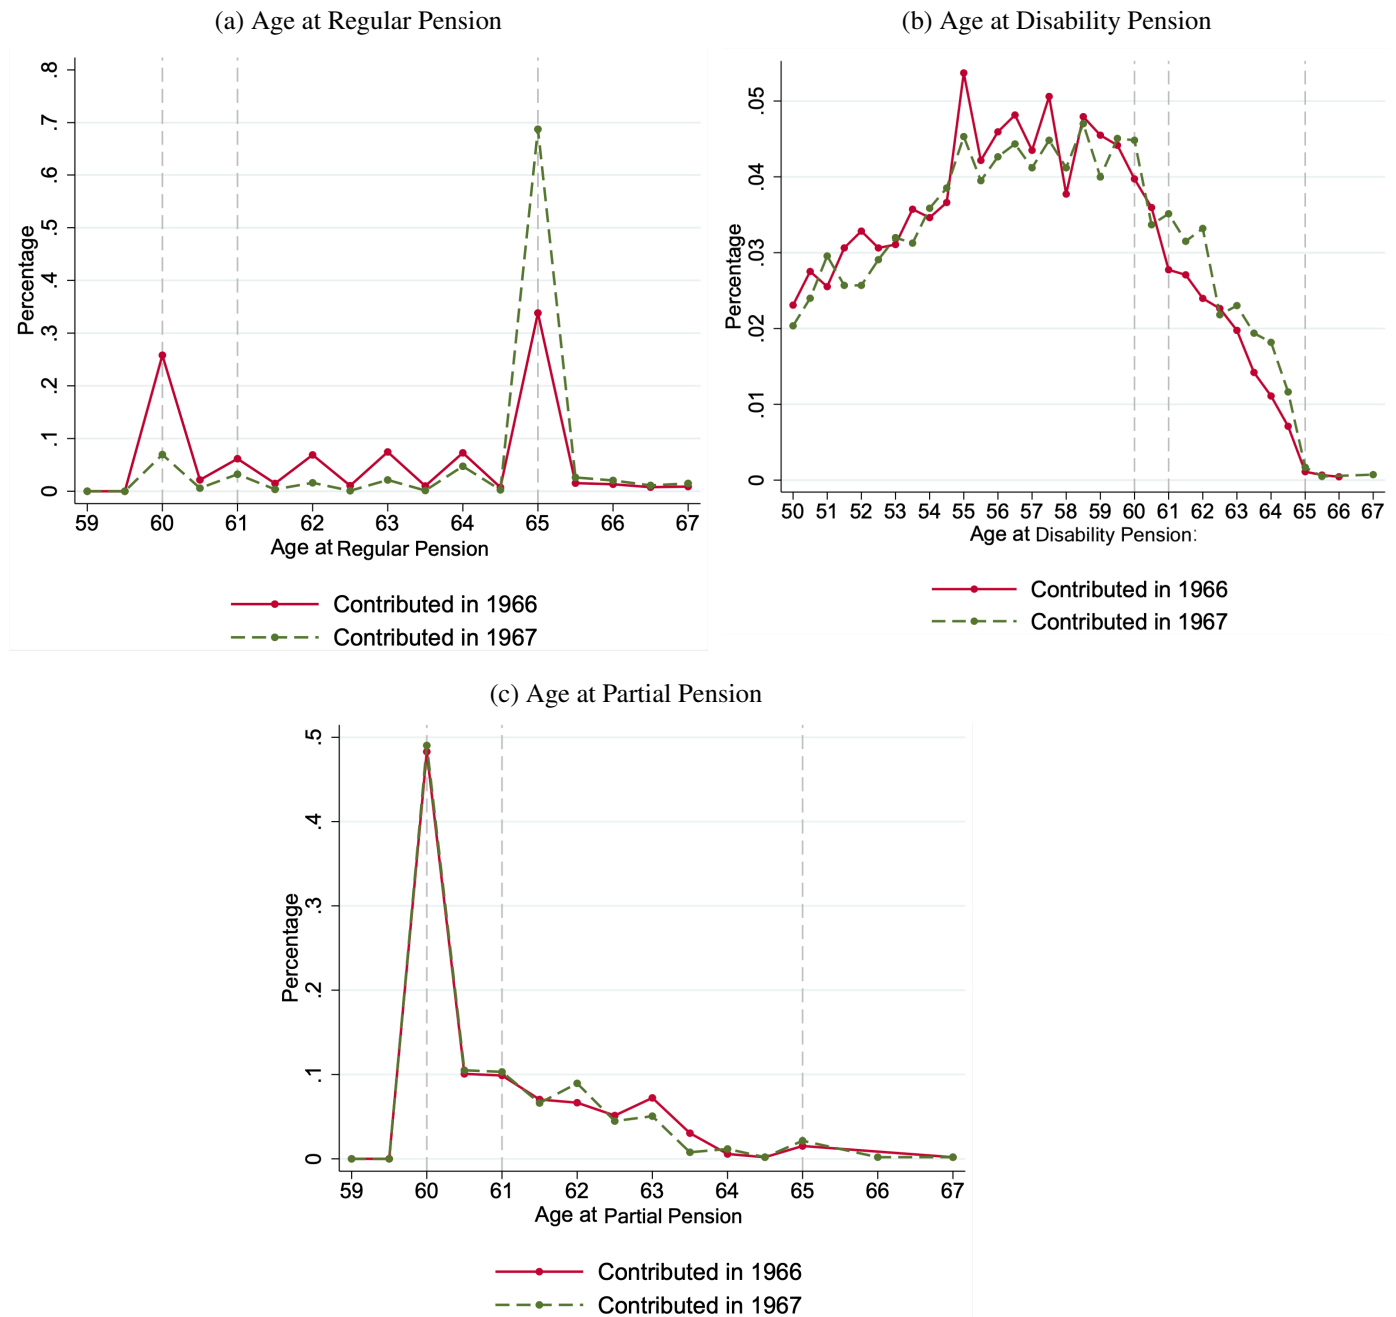 (a) Age at Regular Pension
Percentage
0 .1 .2 .3 .4 .5 .6 .7 .8
59 60 61 62 63 64 65 66 67
Age at Regular Pension
Contributed in 1966
Contributed in 1967
(b) Age at Disability Pension
Percentage
0 .01 .02 .03 .04 .05
50 51 52 53 54 55 56 57 58 59 60 61 62 63 64 65 66 67
Age at Disability Pension:
Contributed in 1966
Contributed in 1967
(c) Age at Partial Pension
Percentage
0 .1 .2 .3 .4 .5
59 60 61 62 63 64 65 66 67
Age at Partial Pension
Contributed in 1966
Contributed in 1967